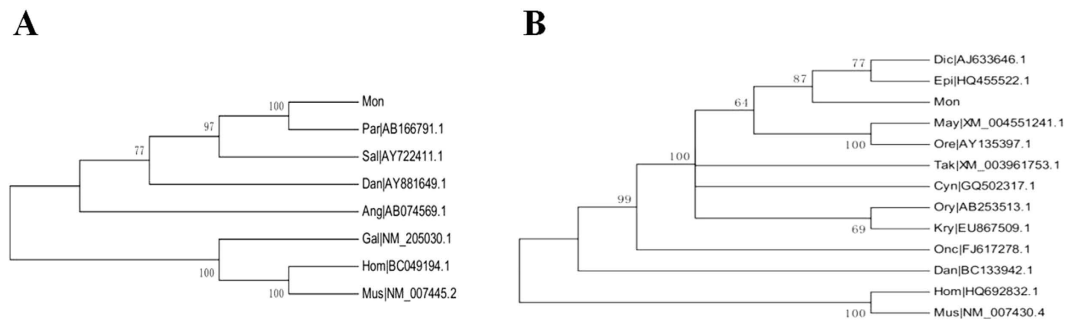 A
100
Mon
Par|AB166791.1
97
Sal|AY722411.1
77
Dan|AY881649.1
Ang|AB074569.1
Gal|NM_205030.1
100
Hom|BC049194.1
100
Mus|NM_007445.2
B
77
Dic|AJ633646.1
87
Epi|HQ455522.1
64
Mon
May|XM_004551241.1
100
Ore|AY135397.1
100
Tak|XM_003961753.1
Cyn|GQ502317.1
99
Ory|AB253513.1
69
Kry|EU867509.1
Onc|FJ617278.1
Dan|BC133942.1
Hom|HQ692832.1
100
Mus|NM_007430.4